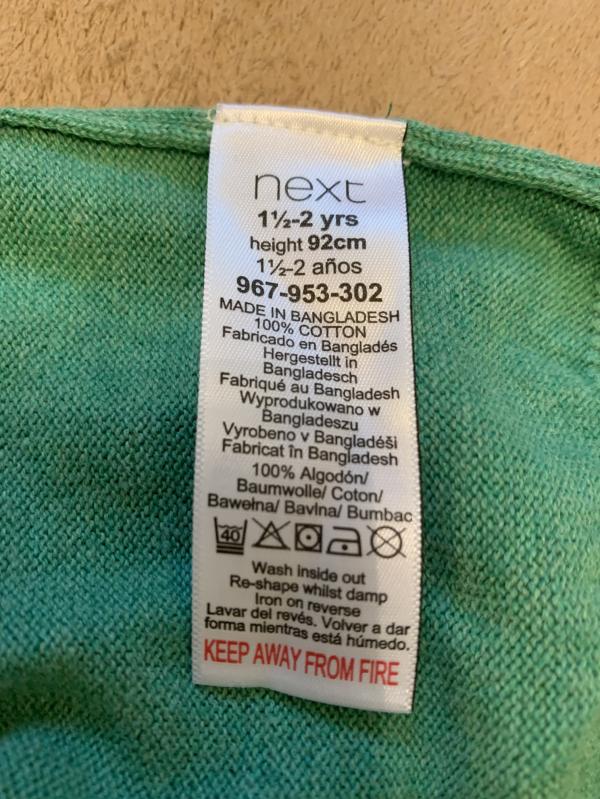 next
1½-2 yrs
height 92cm
1½-2 años
967-953-302
MADE IN BANGLADESH
100% COTTON
Fabricado en Bangladés
Hergestellt in
Bangladesch
Fabriqué au Bangladesh
Wyprodukowano w
Bangladeszu
Vyrobeno v Bangladéši
Fabricat în Bangladesh
100% Algodón/
Baumwolle/ Coton/
Bawełna/ Bavlna/ Bumbac
40
Wash inside out
Re-shape whilst damp
Iron on reverse
Lavar del revés. Volver a dar
forma mientras está húmedo.
KEEP AWAY FROM FIRE